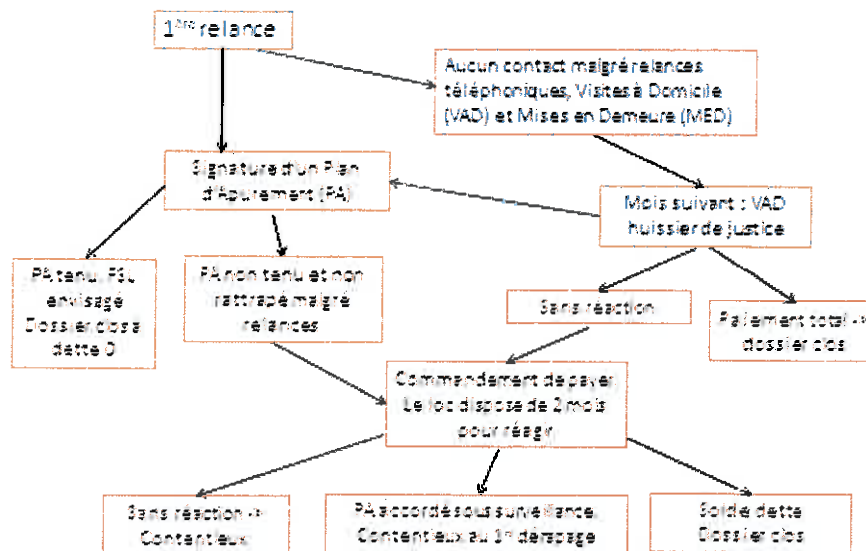 1ère relance
Aucun contact malgré relances
téléphoniques, Visites à Domicile
(VAD) et Mises en Demeure (MED)
Signature d'un Plan
d'Apurement (PA)
Mois suivant : VAD
huissier de justice
PA tenu, FSL
envisagé
Dossier clos à
dette 0
PA non tenu et non
rattrapé malgré
relances
Sans réaction
Paiement total ->
dossier clos
Commandement de payer.
Le loc dispose de 2 mois
pour réagir
Sans réaction ->
Contentieux
PA accordé sous surveillance.
Contentieux au 1er dérapage
Solde dette
Dossier clos